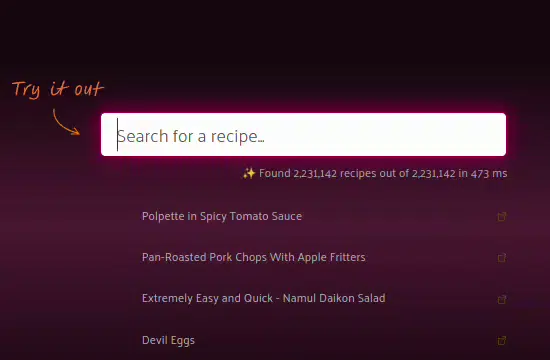 Try it out
Search for a recipe...
✨ Found 2,231,142 recipes out of 2,231,142 in 473 ms
Polpette in Spicy Tomato Sauce
Pan-Roasted Pork Chops With Apple Fritters
Extremely Easy and Quick - Namul Daikon Salad
Devil Eggs